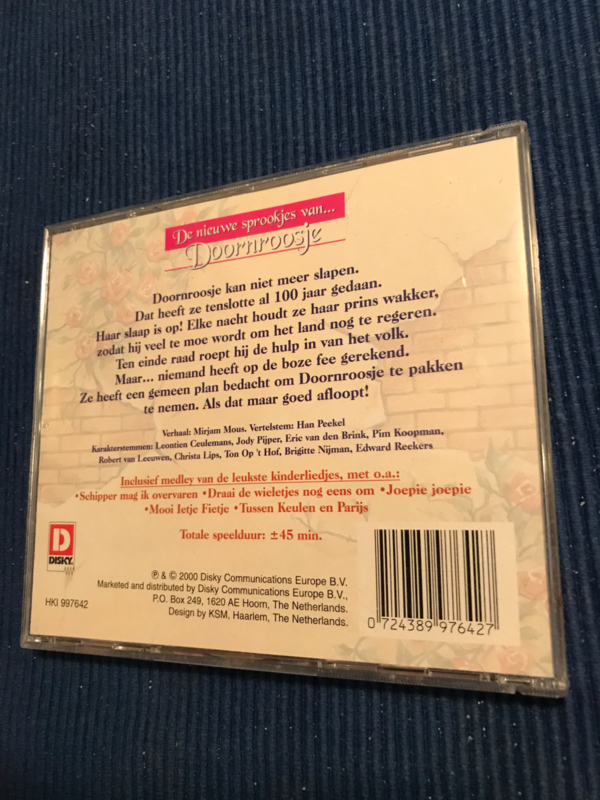 De nieuwe sprookjes van...
Doornroosje
Doornroosje kan niet meer slapen.
Dat heeft ze tenslotte al 100 jaar gedaan.
Haar slaap is op! Elke nacht houdt ze haar prins wakker,
zodat hij veel te moe wordt om het land nog te regeren.
Ten einde raad roept hij de hulp in van het volk.
Maar... niemand heeft op de boze fee gerekend.
Ze heeft een gemeen plan bedacht om Doornroosje te pakken
te nemen. Als dat maar goed afloopt!
Verhaal: Mirjam Mous. Vertelstem: Han Peekel
Karakterstemmen: Leontien Ceulemans, Jody Pijper, Eric van den Brink, Pim Koopman,
Robert van Leeuwen, Christa Lips, Ton Op 't Hof, Brigitte Nijman, Edward Reekers
Inclusief medley van de leukste kinderliedjes, met o.a.:
•Schipper mag ik overvaren •Draai de wieletjes nog eens om •Joepie joepie
•Mooi Ietje Fietje •Tussen Keulen en Parijs
Totale speelduur: ±45 min.
D
DISKY
HKI 997642
℗ & © 2000 Disky Communications Europe B.V.
Marketed and distributed by Disky Communications Europe B.V.,
P.O. Box 249, 1620 AE Hoorn, The Netherlands.
Design by KSM, Haarlem, The Netherlands.
0 724389 976427